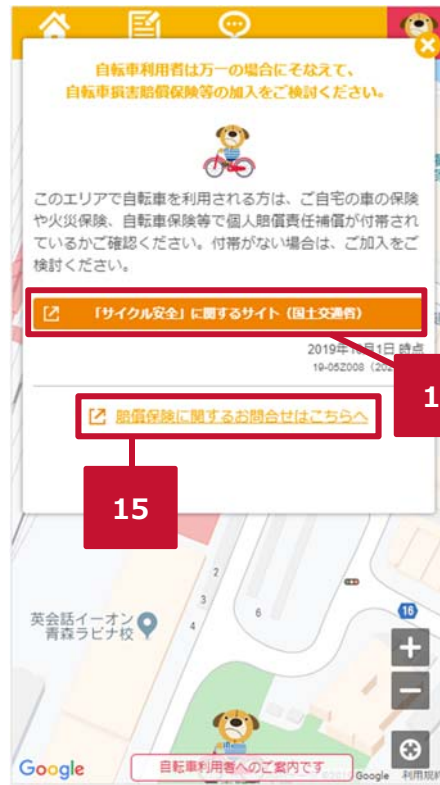 自転車利用者は万一の場合にそなえて、
自転車損害賠償保険等の加入をご検討ください。
このエリアで自転車を利用される方は、ご自宅の車の保険
や火災保険、自転車保険等で個人賠償責任補償が付帯され
ているかご確認ください。付帯がない場合は、ご加入をご
検討ください。
「サイクル安全」に関するサイト（国土交通省）
2019年10月1日 時点
19-05Z008（202
1
賠償保険に関するお問合せはこちらへ
15
2
3
4
6
16
英会話イーオン
青森ラビナ校
+
−
自転車利用者へのご案内です
Google
Google
利用規約